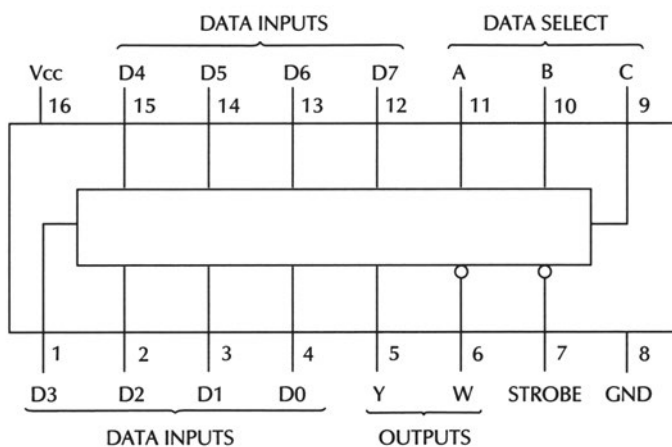 DATA INPUTS DATA SELECT
Vcc D4 D5 D6 D7 A B C
16 15 14 13 12 11 10 9
1 2 3 4 5 6 7 8
D3 D2 D1 D0 Y W STROBE GND
DATA INPUTS OUTPUTS